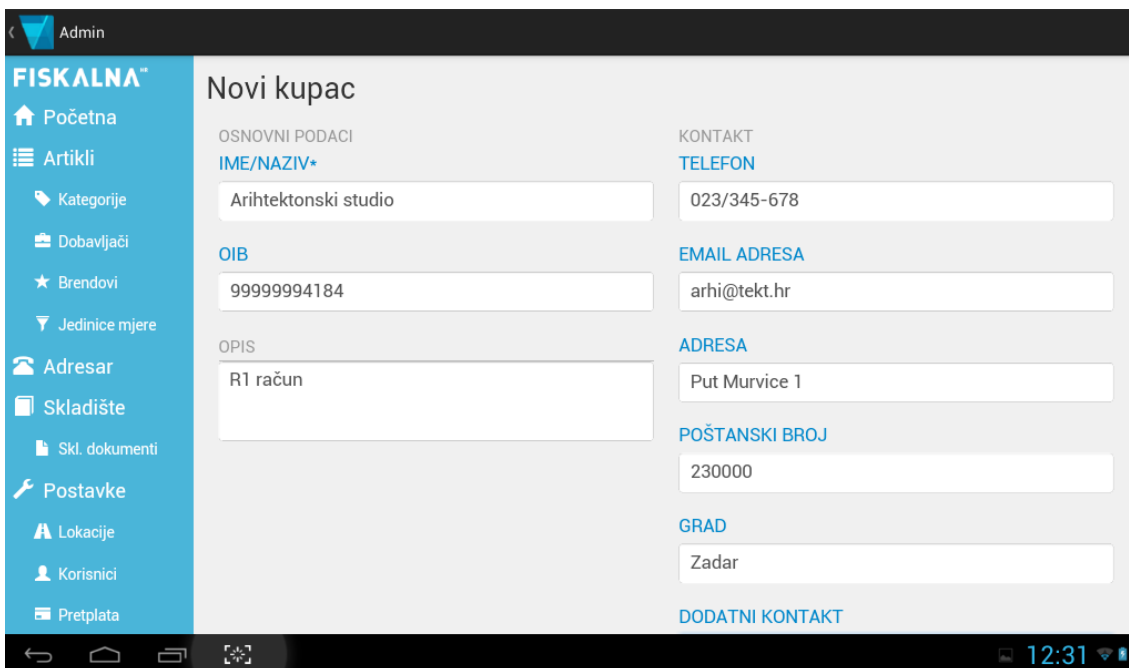 Admin
FISKALNA
Početna
Artikli
Kategorije
Dobavljači
Brendovi
Jedinice mjere
Adresar
Skladište
Skl. dokumenti
Postavke
Lokacije
Korisnici
Pretplata
Novi kupac
OSNOVNI PODACI
IME/NAZIV*
Arihtektonski studio
OIB
99999994184
OPIS
R1 račun
KONTAKT
TELEFON
023/345-678
EMAIL ADRESA
arhi@tekt.hr
ADRESA
Put Murvice 1
POŠTANSKI BROJ
230000
GRAD
Zadar
DODATNI KONTAKT
12:31